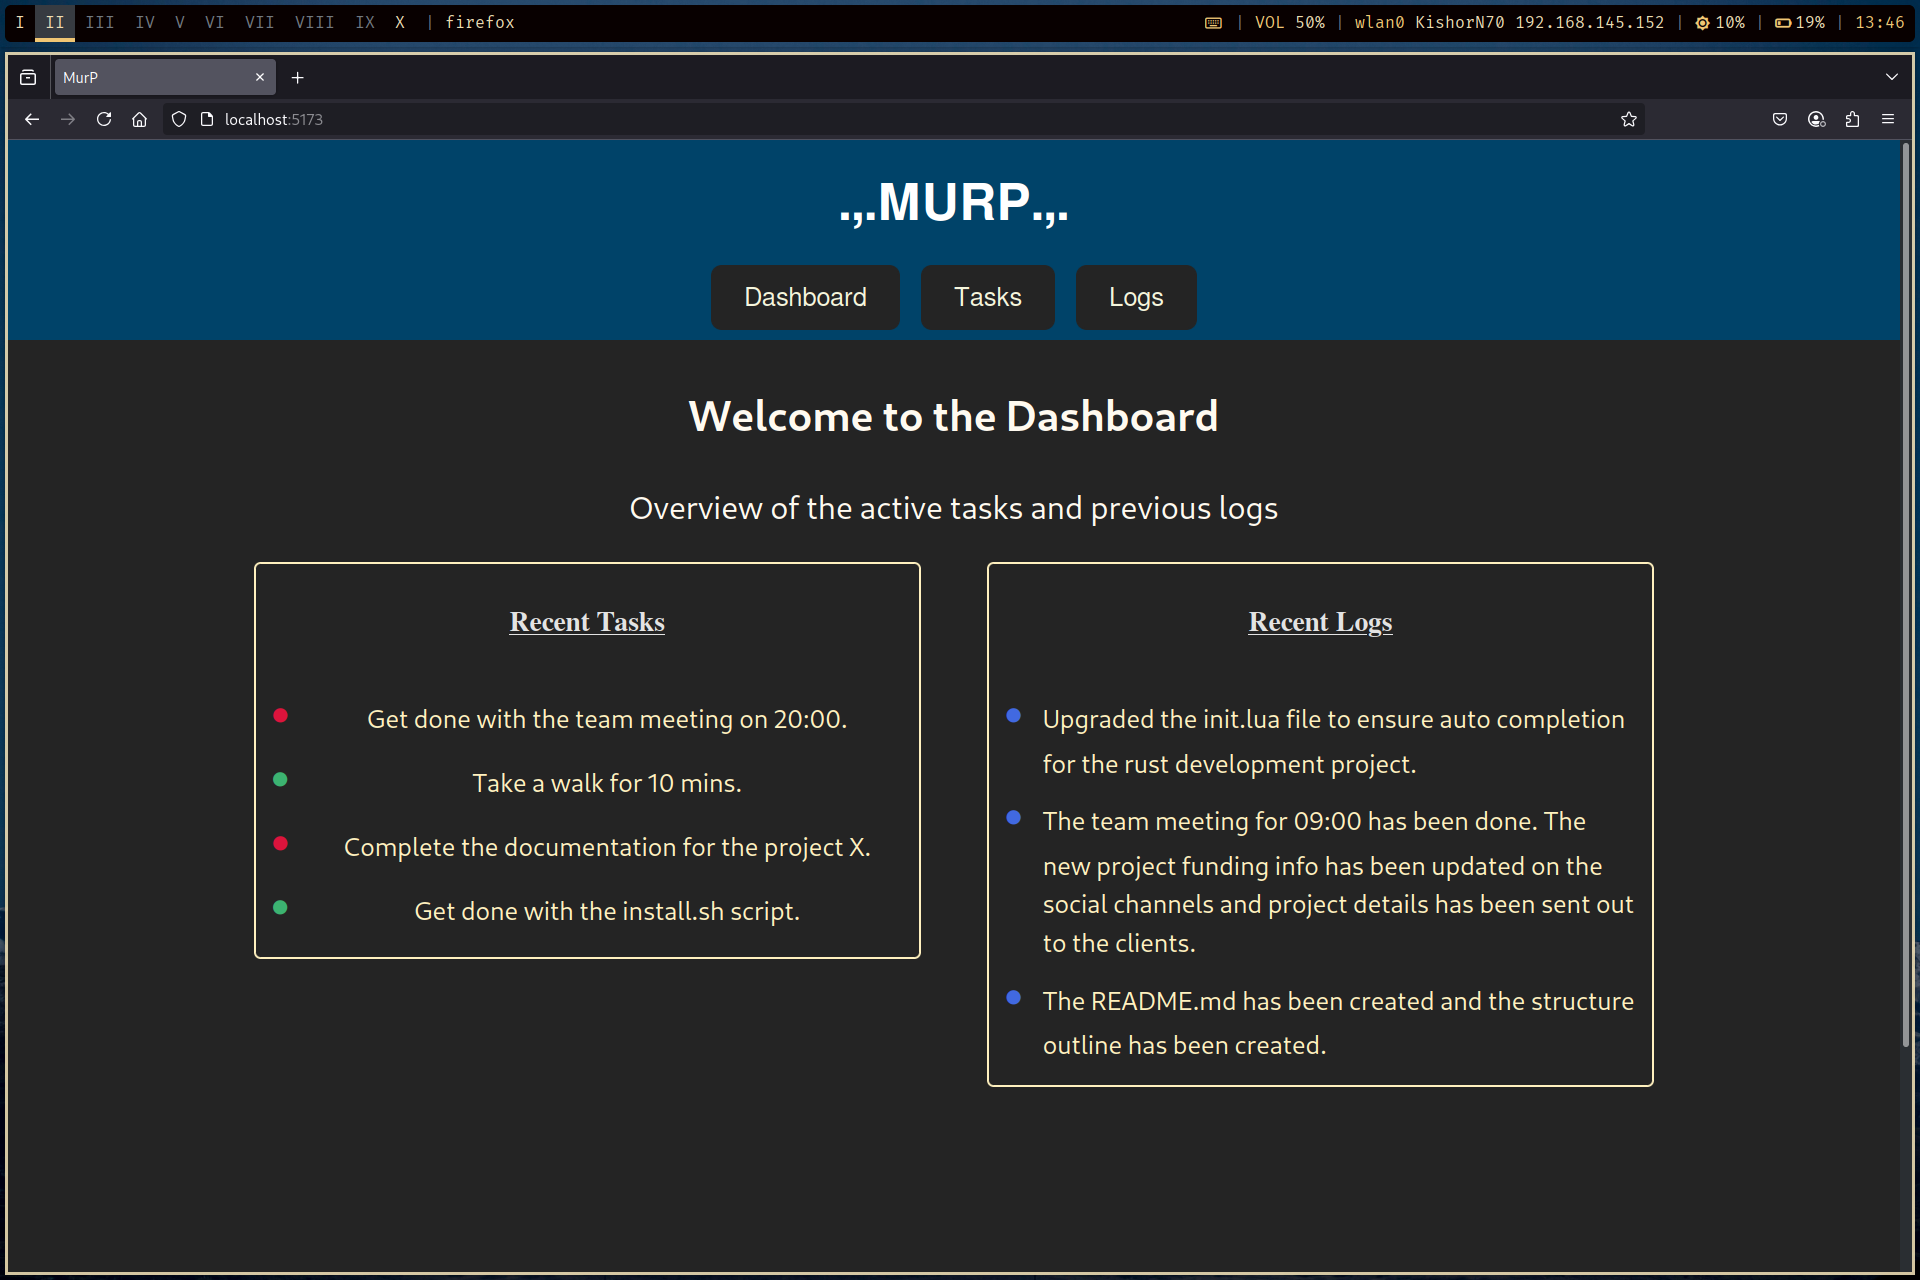 I II III IV V VI VII VIII IX X | firefox | VOL 50% | wlan0 KishorN70 192.168.145.152 | 10% | 19% | 13:46
MurP
localhost:5173
.,.MURP.,.
Dashboard Tasks Logs
Welcome to the Dashboard
Overview of the active tasks and previous logs
Recent Tasks
Get done with the team meeting on 20:00.
Take a walk for 10 mins.
Complete the documentation for the project X.
Get done with the install.sh script.
Recent Logs
Upgraded the init.lua file to ensure auto completion
for the rust development project.
The team meeting for 09:00 has been done. The
new project funding info has been updated on the
social channels and project details has been sent out
to the clients.
The README.md has been created and the structure
outline has been created.